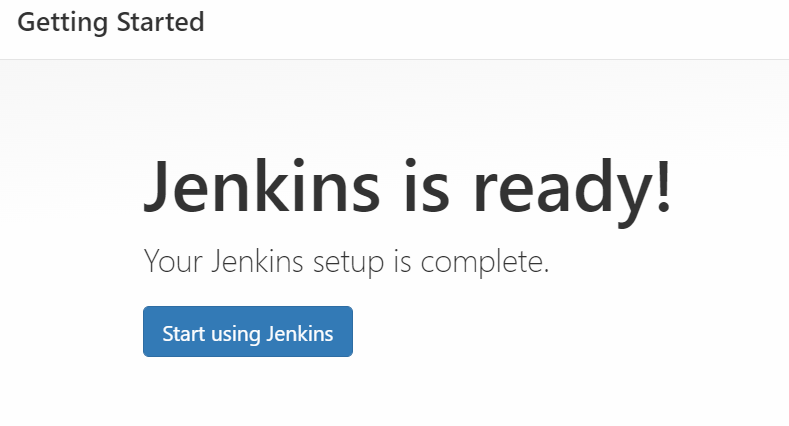 Getting Started
Jenkins is ready!
Your Jenkins setup is complete.
Start using Jenkins